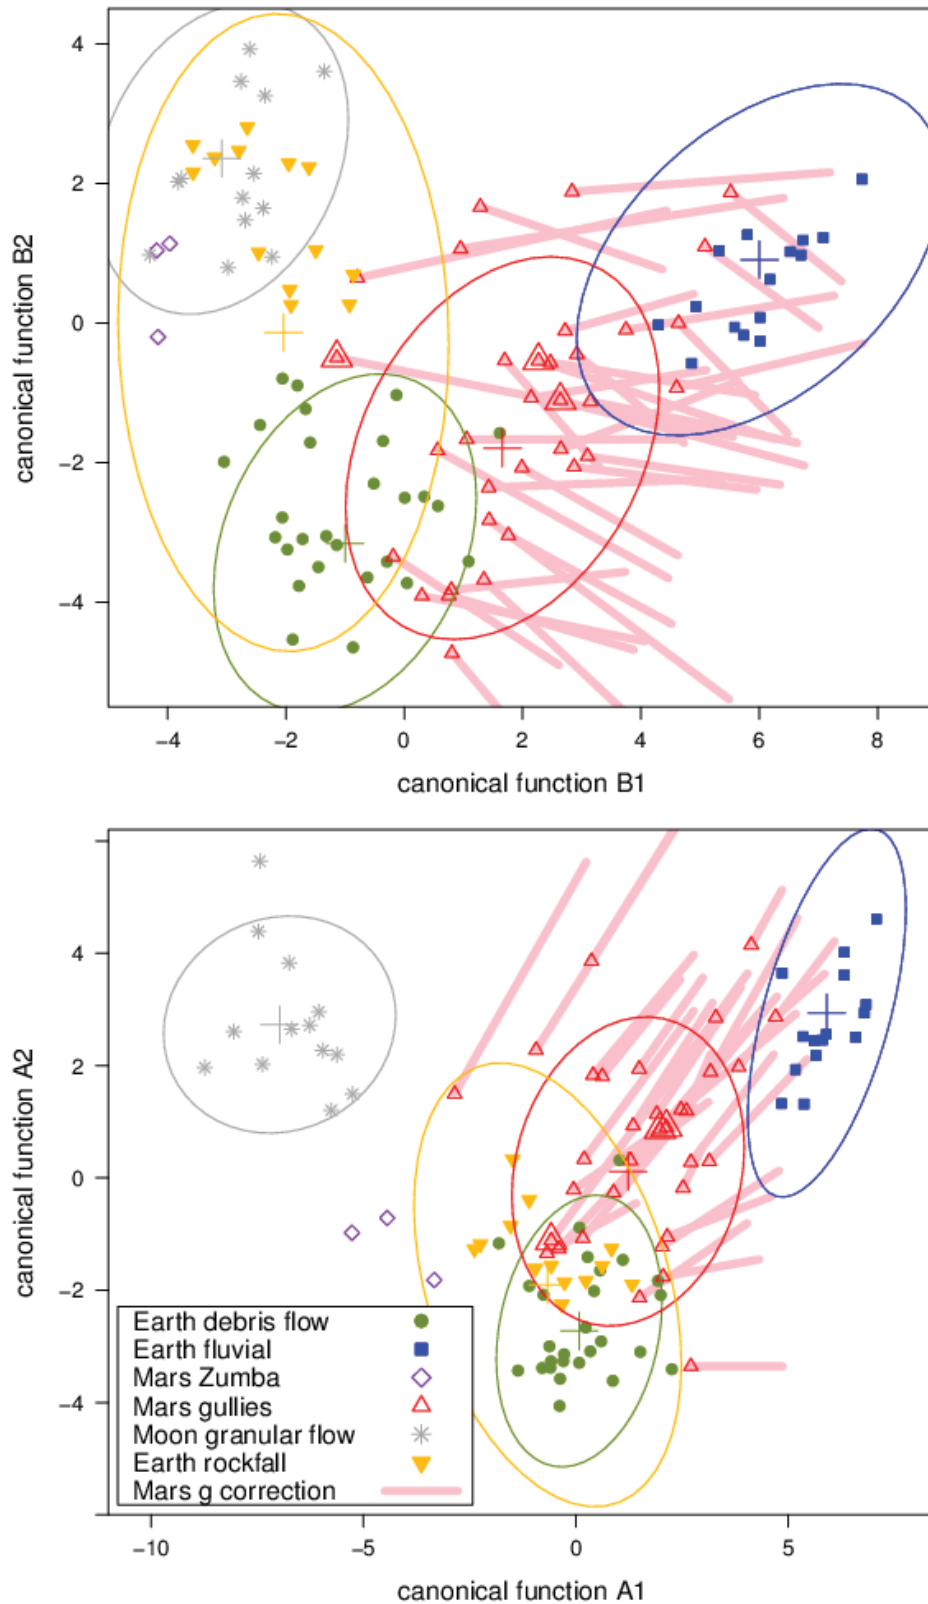 4
2
0
−2
−4
canonical function B2
−4
−2
0
2
4
6
8
canonical function B1
4
2
0
−2
−4
canonical function A2
Earth debris flow
Earth fluvial
Mars Zumba
Mars gullies
Moon granular flow
Earth rockfall
Mars g correction
−10
−5
0
5
canonical function A1